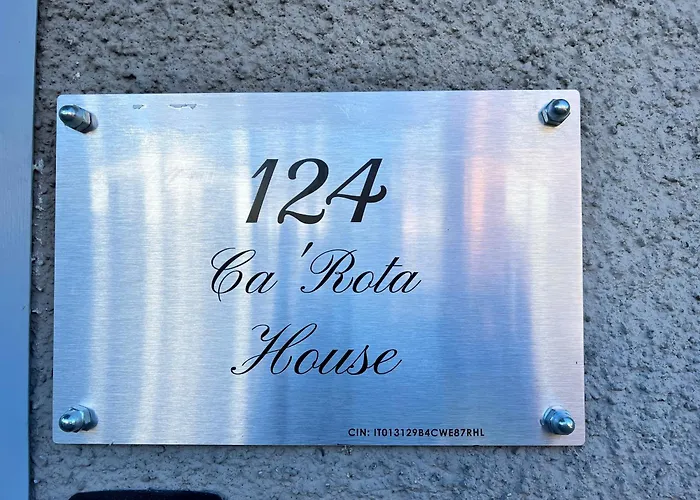 124
Ca 'Rota
House
CIN: IT013129B4CWE87RHL